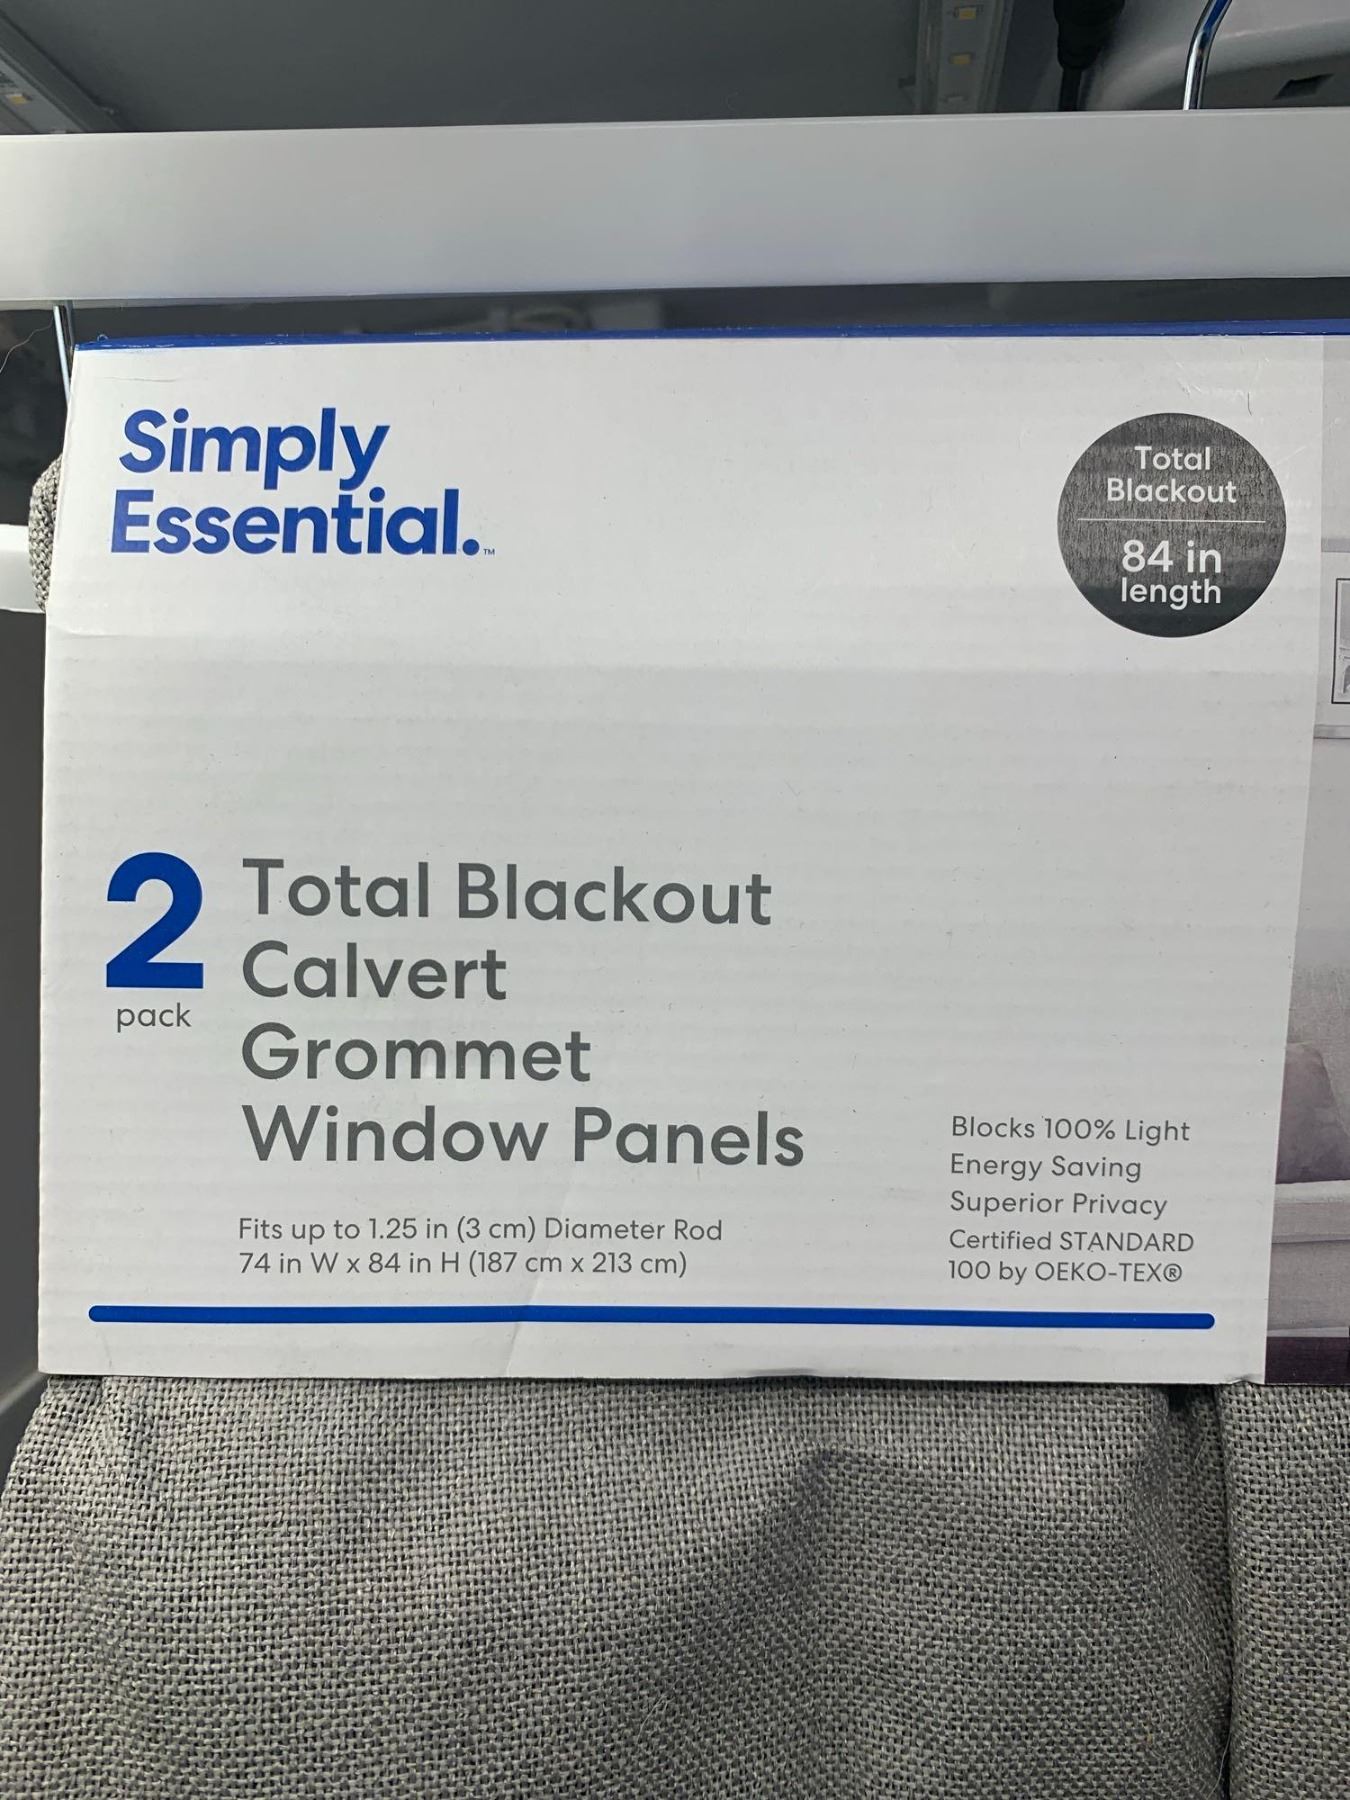 Simply
Essential.™
Total
Blackout
84 in
length
2
pack
Total Blackout
Calvert
Grommet
Window Panels
Fits up to 1.25 in (3 cm) Diameter Rod
74 in W x 84 in H (187 cm x 213 cm)
Blocks 100% Light
Energy Saving
Superior Privacy
Certified STANDARD
100 by OEKO-TEX®